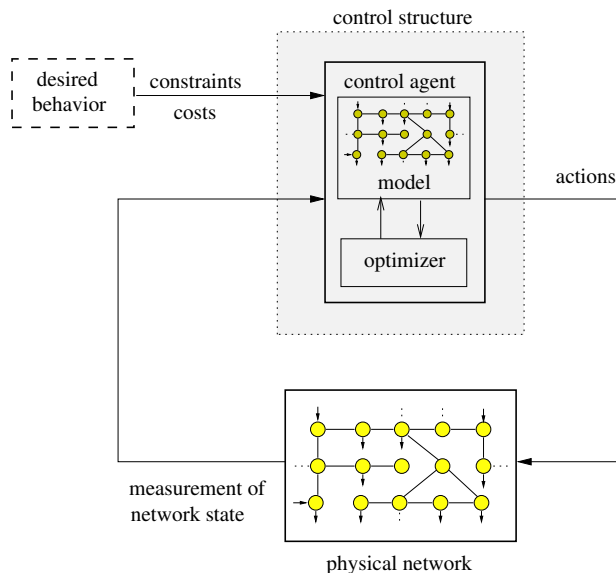 control structure
desired
behavior
constraints
costs
control agent
model
optimizer
actions
measurement of
network state
physical network